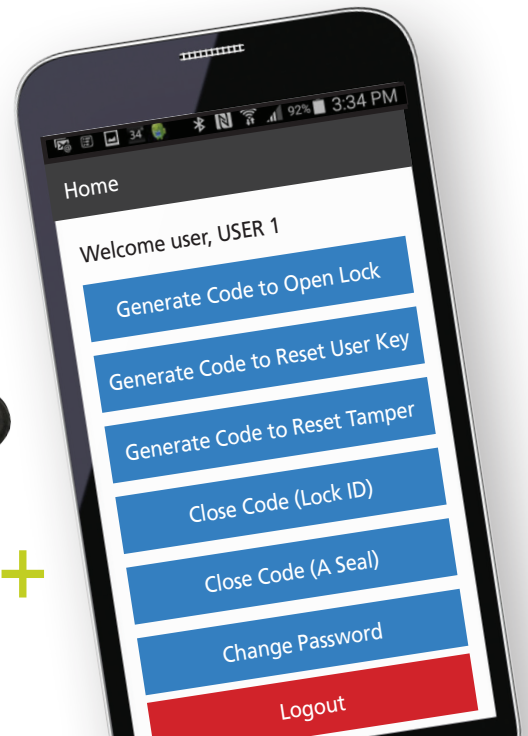 34° 92% 3:34 PM
Home
Welcome user, USER 1
Generate Code to Open Lock
Generate Code to Reset User Key
Generate Code to Reset Tamper
Close Code (Lock ID)
Close Code (A Seal)
Change Password
Logout
+